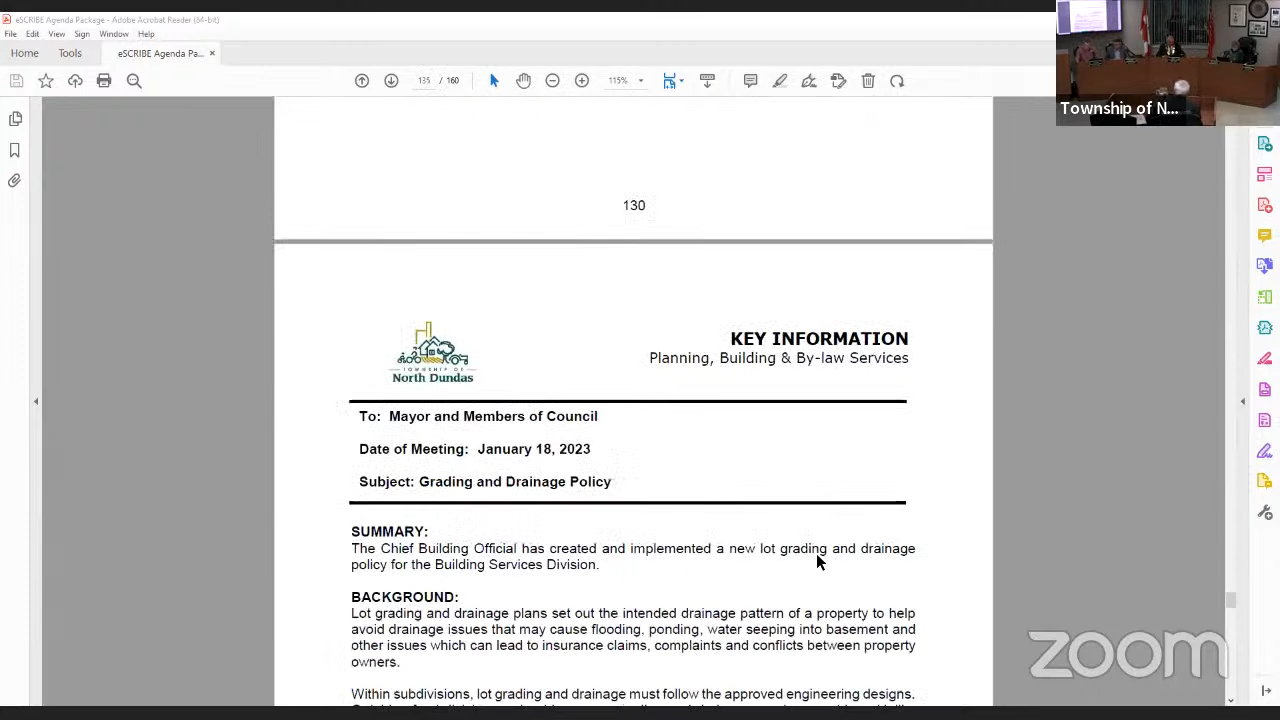 eSCRIBE Agenda Package - Adobe Acrobat Reader (64-bit)
File Edit View Sign Window Help
Home Tools eSCRIBE Agenda Pa... ×
135 / 160 115%
Township of N...
130
TOWNSHIP OF
North Dundas
KEY INFORMATION
Planning, Building & By-law Services
To: Mayor and Members of Council
Date of Meeting: January 18, 2023
Subject: Grading and Drainage Policy
SUMMARY:
The Chief Building Official has created and implemented a new lot grading and drainage
policy for the Building Services Division.
BACKGROUND:
Lot grading and drainage plans set out the intended drainage pattern of a property to help
avoid drainage issues that may cause flooding, ponding, water seeping into basement and
other issues which can lead to insurance claims, complaints and conflicts between property
owners.
Within subdivisions, lot grading and drainage must follow the approved engineering designs.
zoom